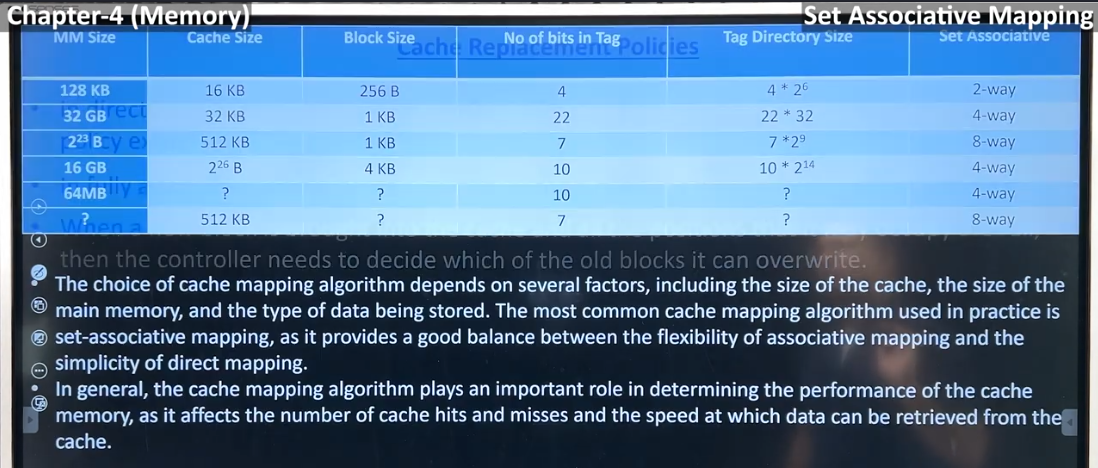 Chapter-4 (Memory)
Set Associative Mapping
Cache Replacement Policies
MM Size Cache Size Block Size No of bits in Tag Tag Directory Size Set Associative
128 KB 16 KB 256 B 4 4 * 2⁶ 2-way
32 GB 32 KB 1 KB 22 22 * 32 4-way
2²³ B 512 KB 1 KB 7 7 *2⁹ 8-way
16 GB 2²⁶ B 4 KB 10 10 * 2¹⁴ 4-way
64MB ? ? 10 ? 4-way
? 512 KB ? 7 ? 8-way
then the controller needs to decide which of the old blocks it can overwrite.
• The choice of cache mapping algorithm depends on several factors, including the size of the cache, the size of the
main memory, and the type of data being stored. The most common cache mapping algorithm used in practice is
set-associative mapping, as it provides a good balance between the flexibility of associative mapping and the
simplicity of direct mapping.
• In general, the cache mapping algorithm plays an important role in determining the performance of the cache
memory, as it affects the number of cache hits and misses and the speed at which data can be retrieved from the
cache.